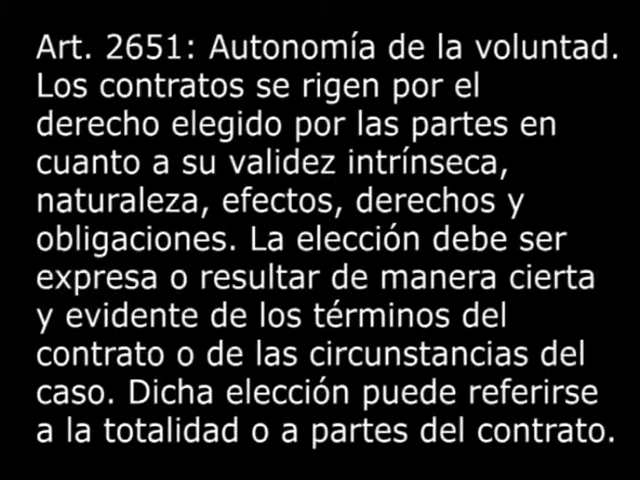 Art. 2651: Autonomía de la voluntad.
Los contratos se rigen por el
derecho elegido por las partes en
cuanto a su validez intrínseca,
naturaleza, efectos, derechos y
obligaciones. La elección debe ser
expresa o resultar de manera cierta
y evidente de los términos del
contrato o de las circunstancias del
caso. Dicha elección puede referirse
a la totalidad o a partes del contrato.